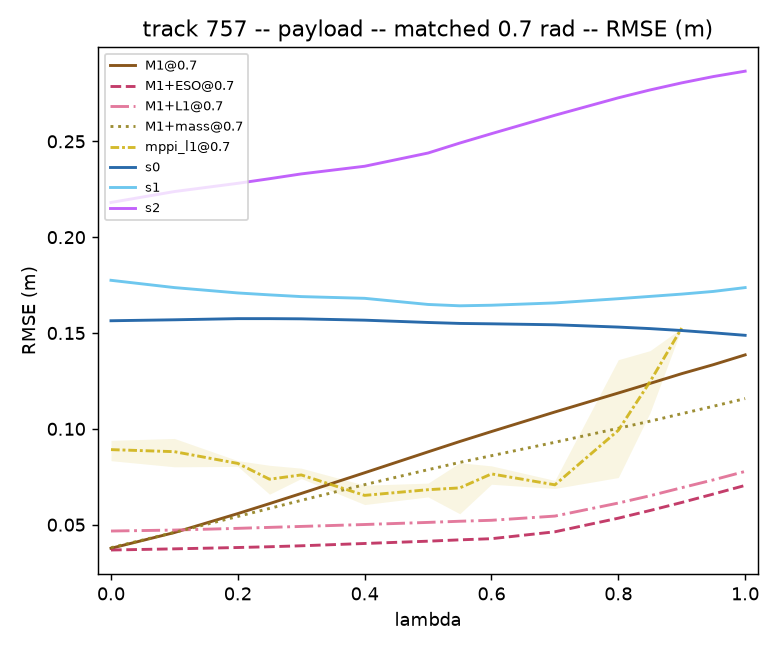 track 757 -- payload -- matched 0.7 rad -- RMSE (m)
M1@0.7
M1+ESO@0.7
M1+L1@0.7
M1+mass@0.7
mppi_l1@0.7
s0
s1
s2
RMSE (m)
0.25
0.20
0.15
0.10
0.05
0.0 0.2 0.4 0.6 0.8 1.0
lambda